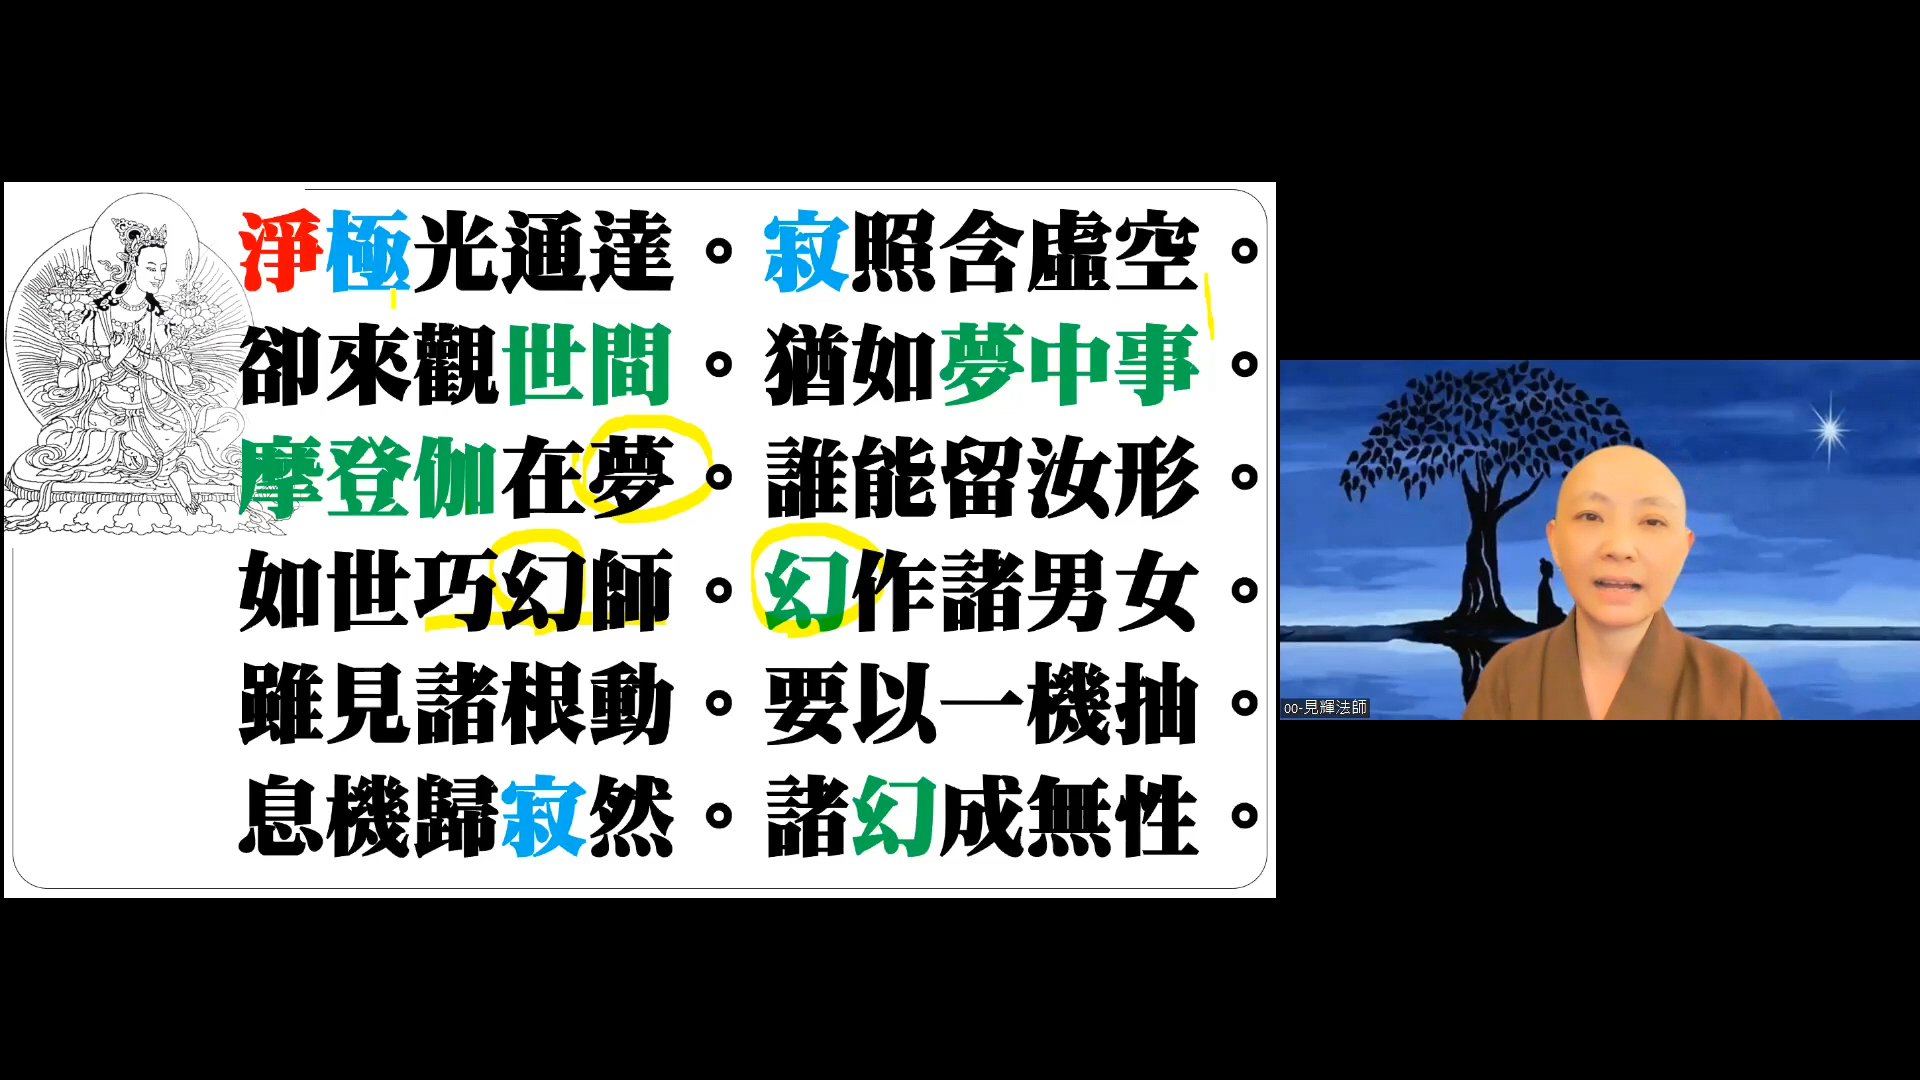 淨極光通達。寂照含虛空。
卻來觀世間。猶如夢中事。
摩登伽在夢。誰能留汝形。
如世巧幻師。幻作諸男女。
雖見諸根動。要以一機抽。
息機歸寂然。諸幻成無性。
oo-見輝法師